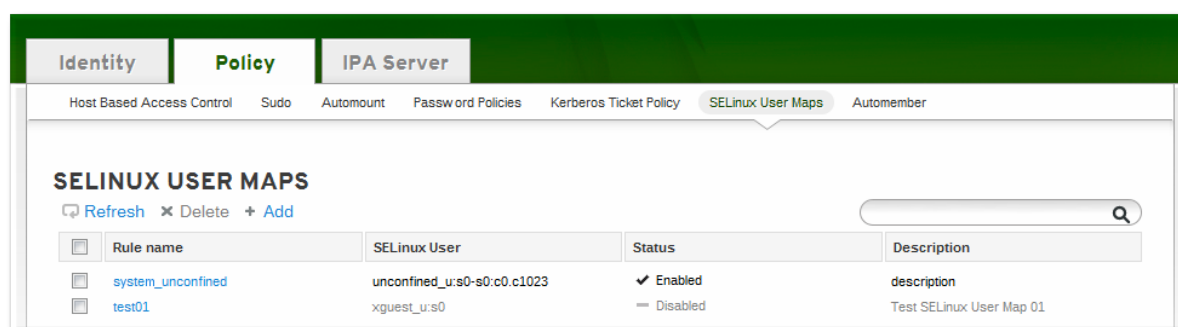 Identity Policy IPA Server
Host Based Access Control Sudo Automount Password Policies Kerberos Ticket Policy SELinux User Maps Automember
SELINUX USER MAPS
Refresh Delete + Add
Rule name SELinux User Status Description
system_unconfined unconfined_u:s0-s0:c0.c1023 Enabled description
test01 xguest_u:s0 Disabled Test SELinux User Map 01